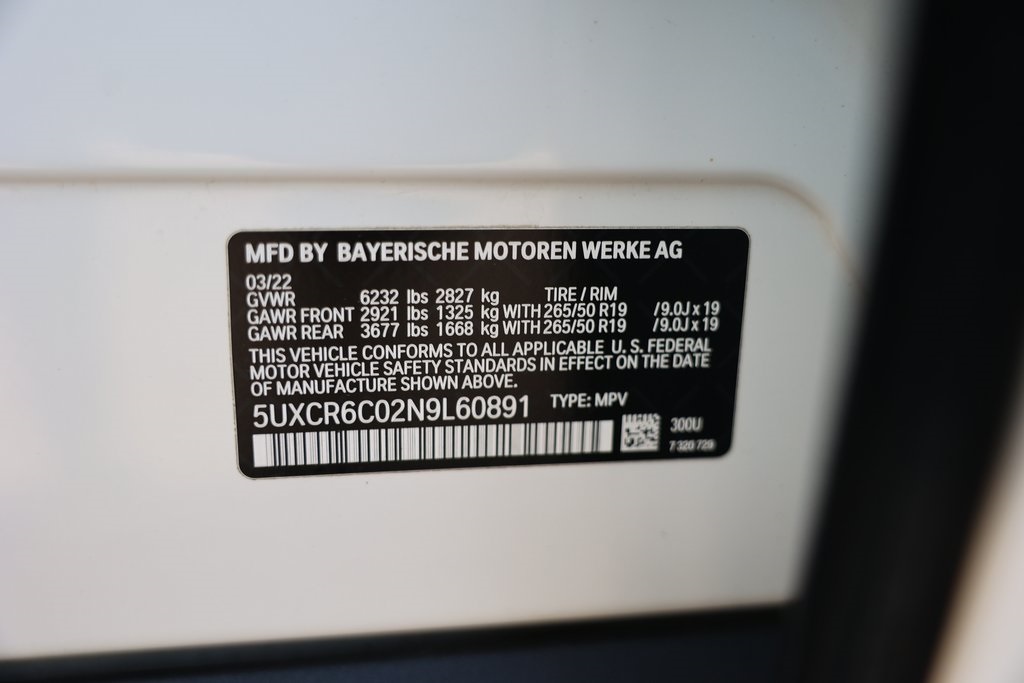 MFD BY BAYERISCHE MOTOREN WERKE AG
03/22
GVWR 6232 lbs 2827 kg TIRE / RIM
GAWR FRONT 2921 lbs 1325 kg WITH 265/50 R19 /9.0J x 19
GAWR REAR 3677 lbs 1668 kg WITH 265/50 R19 /9.0J x 19
THIS VEHICLE CONFORMS TO ALL APPLICABLE U. S. FEDERAL
MOTOR VEHICLE SAFETY STANDARDS IN EFFECT ON THE DATE
OF MANUFACTURE SHOWN ABOVE.
5UXCR6C02N9L60891 TYPE: MPV
300U
7 320 729